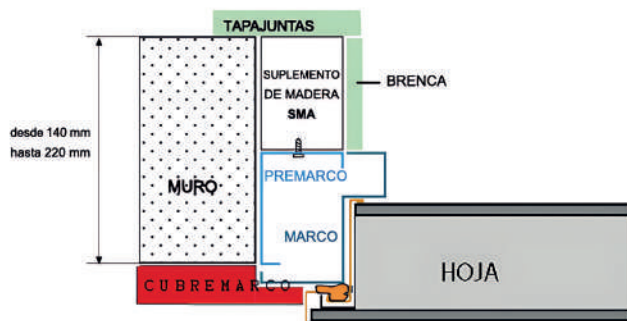 TAPAJUNTAS
SUPLEMENTO
DE MADERA
SMA
BRENCA
desde 140 mm
hasta 220 mm
MURO
PREMARCO
MARCO
HOJA
CUBREMARCO